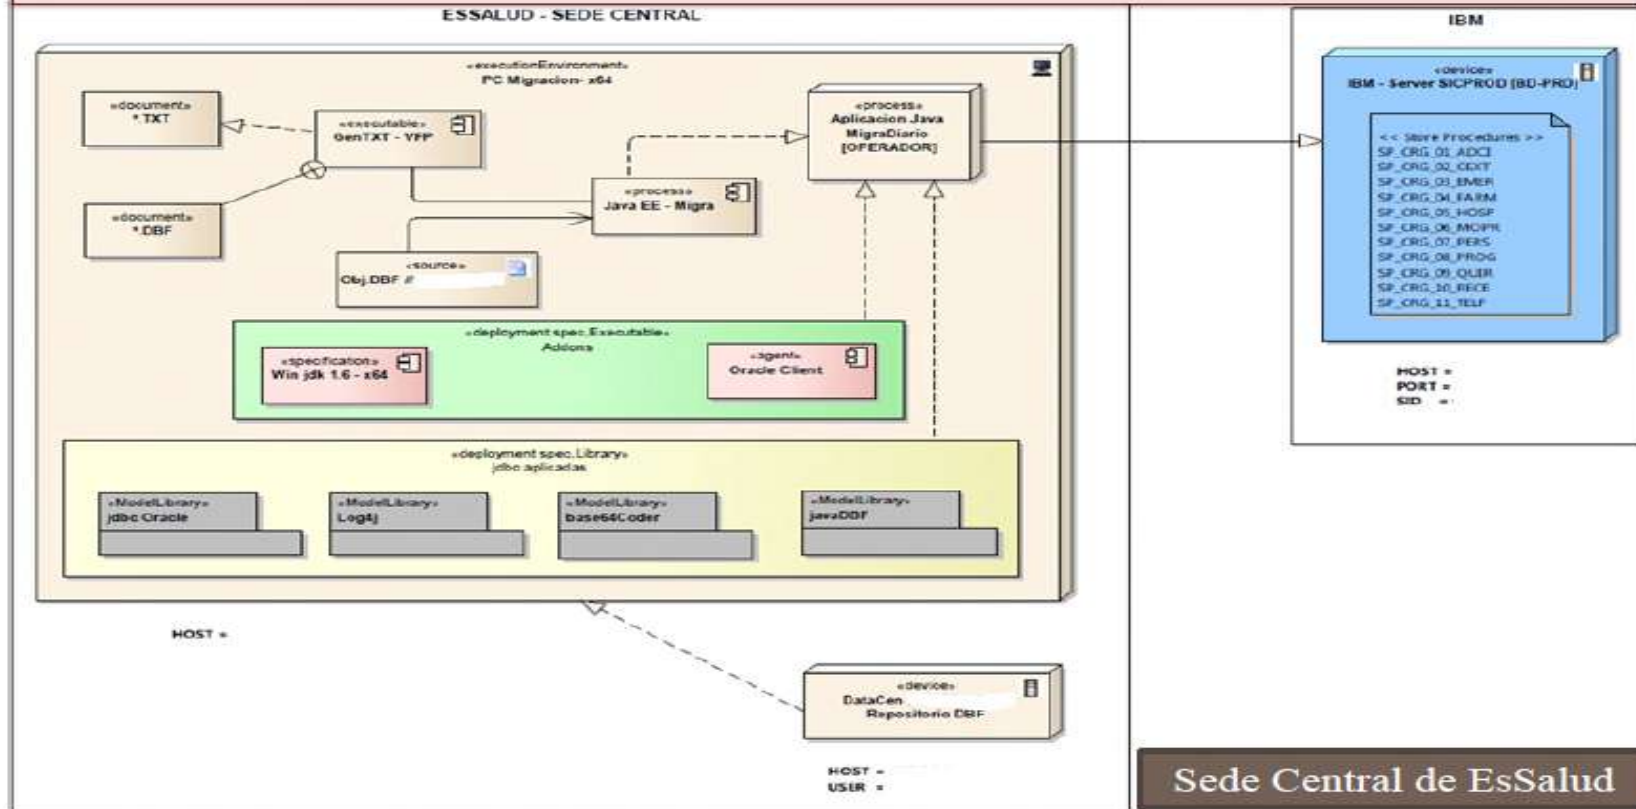 ESSALUD - SEDE CENTRAL
IBM
«executionEnvironment»
PC Migracion- x64
«document»
*.TXT
«executable»
GenTXT - VFP
«process»
Aplicacion Java
MigraDiario
[OPERADOR]
«device»
IBM - Server SICPROD [BD-PRO]
<< Store Procedures >>
SP_CRG_01_ADCI
SP_CRG_02_CEXT
SP_CRG_03_EMER
SP_CRG_04_FARM
SP_CRG_05_HOSP
SP_CRG_06_MOPR
SP_CRG_07_PERS
SP_CRG_08_PROG
SP_CRG_09_QUIR
SP_CRG_10_RECE
SP_CRG_11_TELF
HOST =
PORT =
SID =
«document»
*.DBF
«process»
Java EE - Migra
«source»
Obj.DBF //
«deployment spec.Executable»
Addons
«specification»
Win jdk 1.6 - x64
«agent»
Oracle Client
«deployment spec.Library»
jdbc aplicadas
«ModelLibrary»
jdbc Oracle
«ModelLibrary»
Log4j
«ModelLibrary»
base64Coder
«ModelLibrary»
javaDBF
HOST =
«device»
DataCen
Repositorio DBF
HOST =
USER =
Sede Central de EsSalud